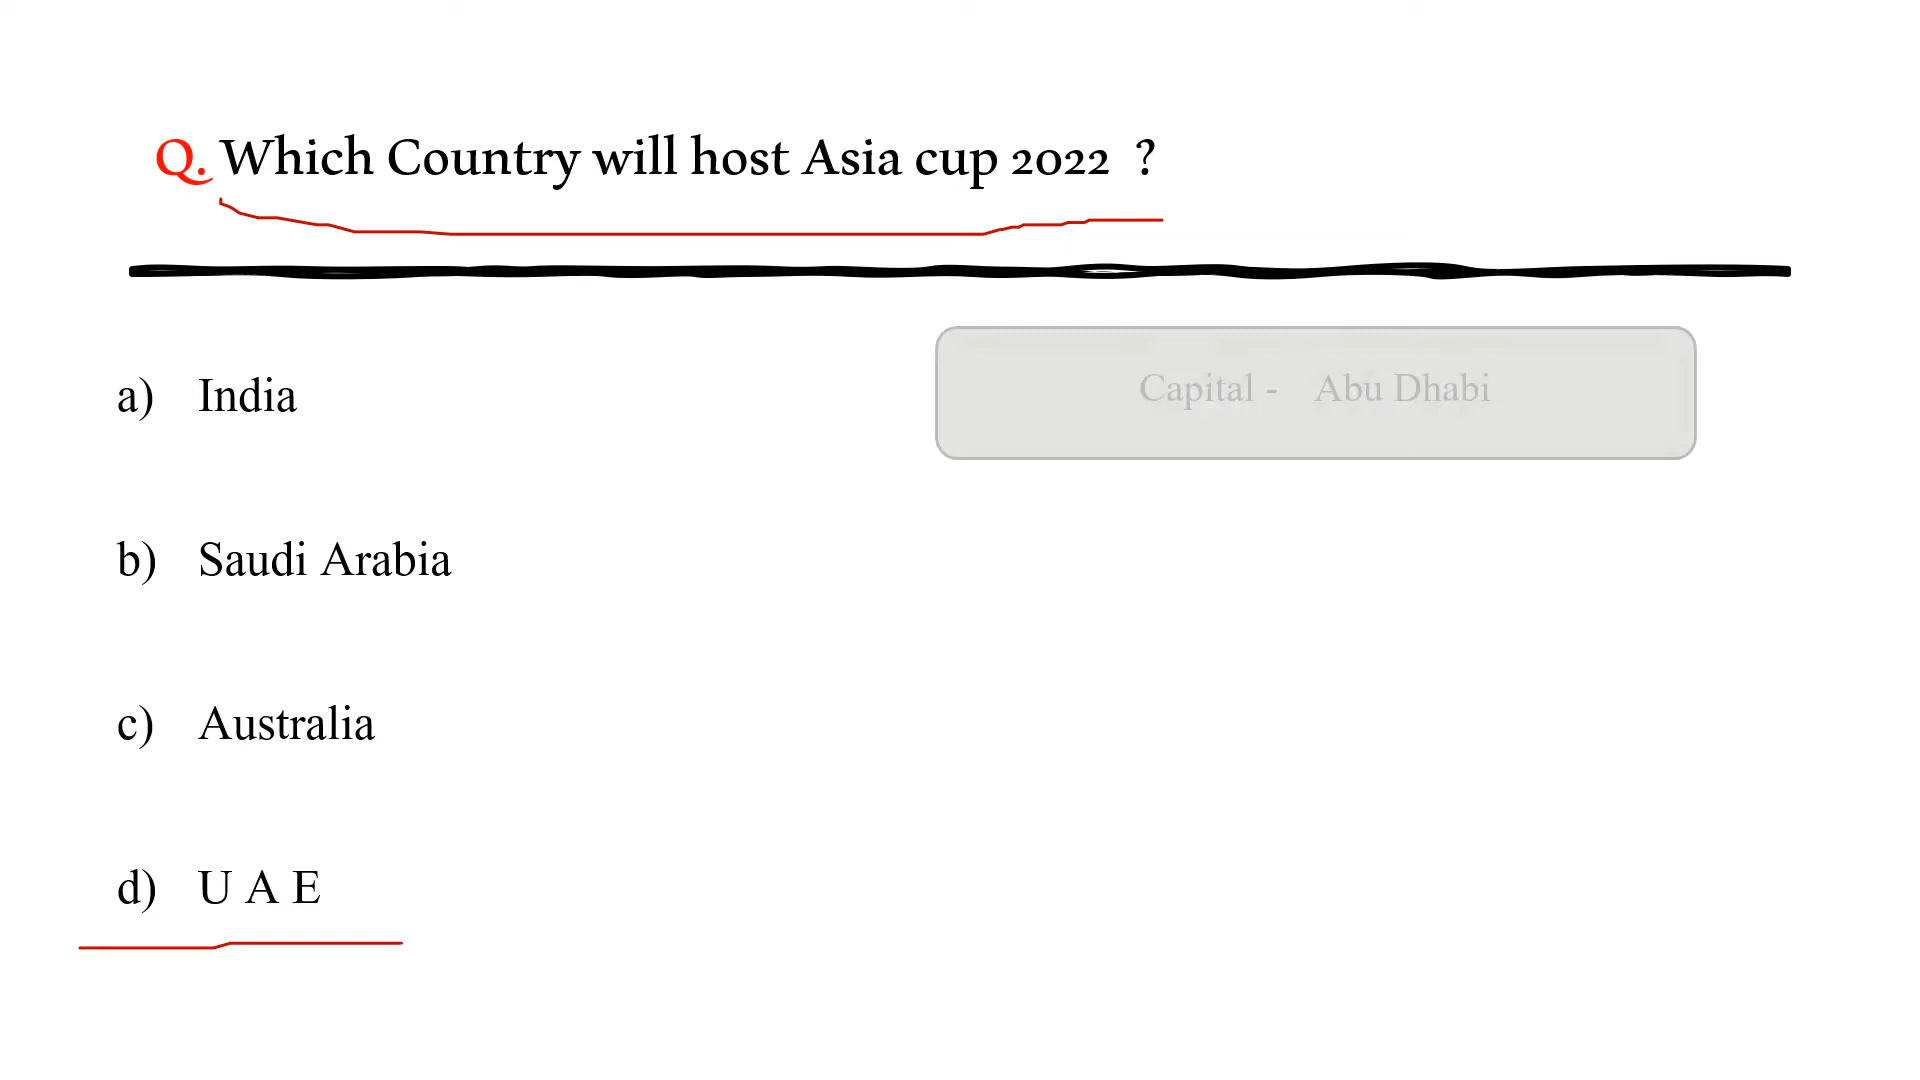 Q. Which Country will host Asia cup 2022 ?
a) India
Capital - Abu Dhabi
b) Saudi Arabia
c) Australia
d) U A E